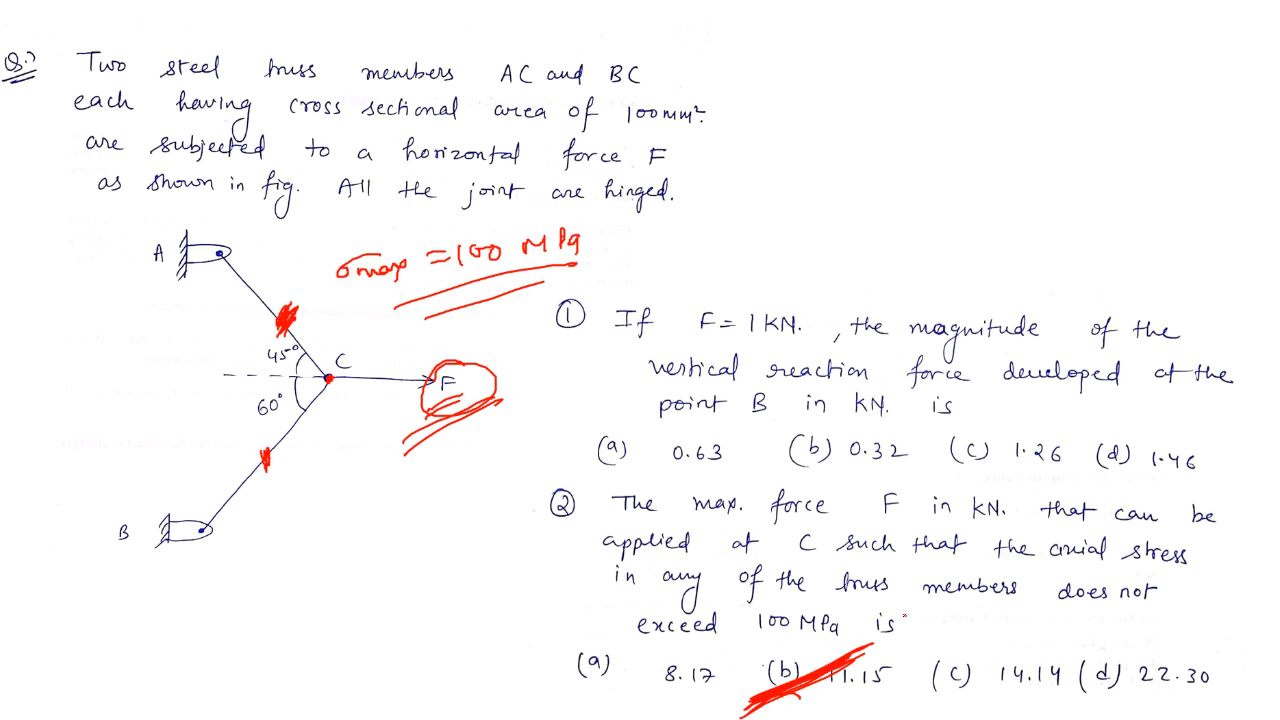 Q.)
Two steel truss members AC and BC
each having cross sectional area of 100mm².
are subjected to a horizontal force F
as shown in fig. All the joint are hinged.
A
σmax = 100 MPa
45°
C
F
60°
B
① If F = 1 KN. , the magnitude of the
vertical reaction force developed at the
point B in KN. is
(a) 0.63 (b) 0.32 (c) 1.26 (d) 1.46
② The max. force F in KN. that can be
applied at C such that the axial stress
in any of the truss members does not
exceed 100 MPa is
(a) 8.17 (b) 11.15 (c) 14.14 (d) 22.30